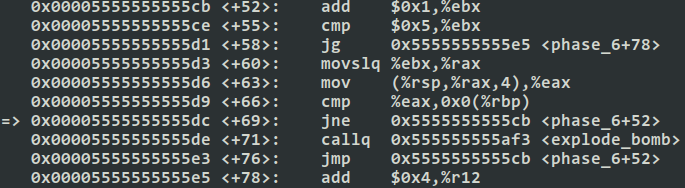 0x00005555555555cb <+52>: add $0x1,%ebx
0x00005555555555ce <+55>: cmp $0x5,%ebx
0x00005555555555d1 <+58>: jg 0x5555555555e5 <phase_6+78>
0x00005555555555d3 <+60>: movslq %ebx,%rax
0x00005555555555d6 <+63>: mov (%rsp,%rax,4),%eax
0x00005555555555d9 <+66>: cmp %eax,0x0(%rbp)
=> 0x00005555555555dc <+69>: jne 0x5555555555cb <phase_6+52>
0x00005555555555de <+71>: callq 0x555555555af3 <explode_bomb>
0x00005555555555e3 <+76>: jmp 0x5555555555cb <phase_6+52>
0x00005555555555e5 <+78>: add $0x4,%r12